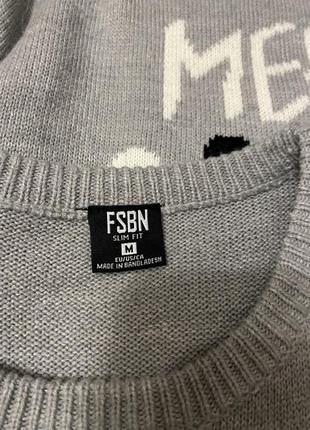 ME
FSBN
SLIM FIT
M
EU/US/CA
MADE IN BANGLADESH